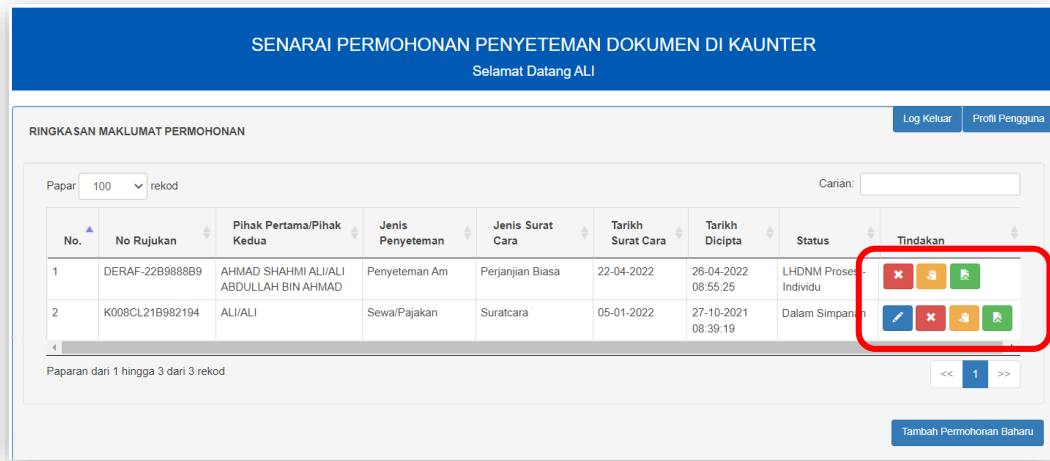 SENARAI PERMOHONAN PENYETEMAN DOKUMEN DI KAUNTER
Selamat Datang ALI
Log Keluar Profil Pengguna
RINGKASAN MAKLUMAT PERMOHONAN
Papar 100 rekod Carian:
No. No Rujukan Pihak Pertama/Pihak Kedua Jenis Penyeteman Jenis Surat Cara Tarikh Surat Cara Tarikh Dicipta Status Tindakan
1 DERAF-22B9888B9 AHMAD SHAHMI ALI/ALI Penyeteman Am Perjanjian Biasa 22-04-2022 26-04-2022 LHDNM Proses -
ABDULLAH BIN AHMAD 08:55:25 Individu
2 K008CL21B982194 ALI/ALI Sewa/Pajakan Suratcara 05-01-2022 27-10-2021 Dalam Simpanan
08:39:19
Paparan dari 1 hingga 3 dari 3 rekod
<< 1 >>
Tambah Permohonan Baharu